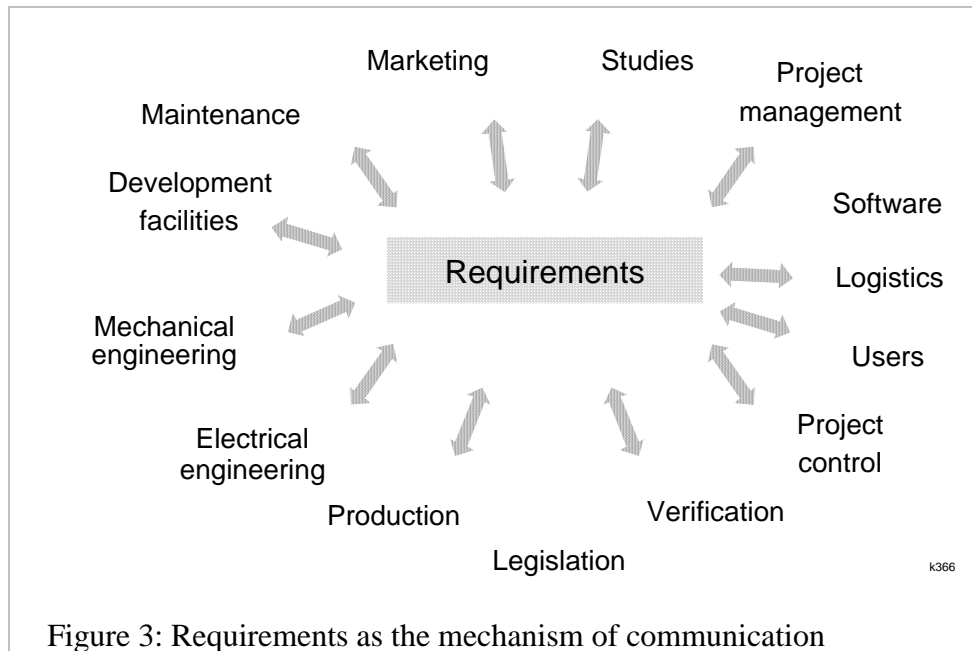 Marketing
Studies
Project
management
Maintenance
Development
facilities
Software
Requirements
Logistics
Mechanical
engineering
Users
Electrical
engineering
Project
control
Production
Verification
Legislation
k366
Figure 3: Requirements as the mechanism of communication